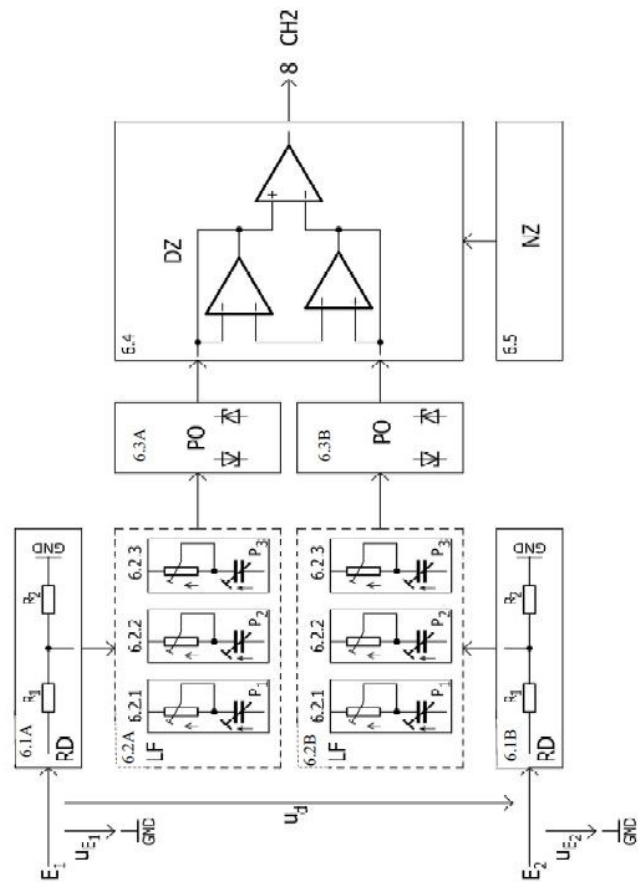 E₁
u_E₁
GND
6.1A
RD
R₁
R₂
GND
6.2A
LF
6.2.1
P₁
6.2.2
P₂
6.2.3
P₃
6.3A
PO
u_d
6.4
DZ
+
−
8 CH2
6.2B
LF
6.2.1
P₁
6.2.2
P₂
6.2.3
P₃
6.3B
PO
6.5
NZ
E₂
u_E₂
GND
6.1B
RD
R₁
R₂
GND